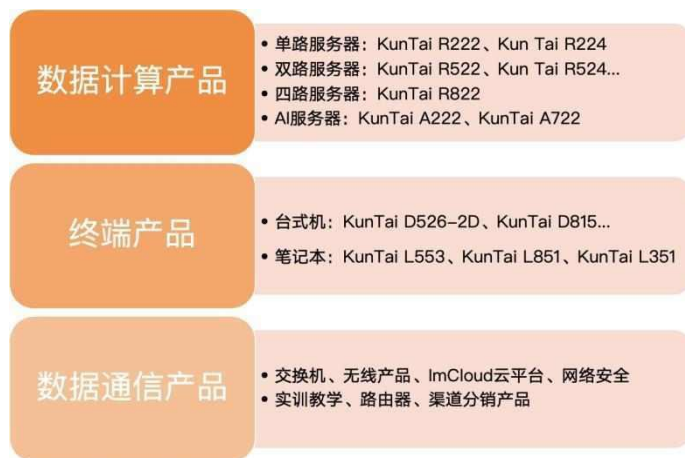 数据计算产品
• 单路服务器：KunTai R222、Kun Tai R224
• 双路服务器：KunTai R522、Kun Tai R524...
• 四路服务器：KunTai R822
• AI服务器：KunTai A222、KunTai A722
终端产品
• 台式机：KunTai D526-2D、KunTai D815...
• 笔记本：KunTai L553、KunTai L851、KunTai L351
数据通信产品
• 交换机、无线产品、ImCloud云平台、网络安全
• 实训教学、路由器、渠道分销产品